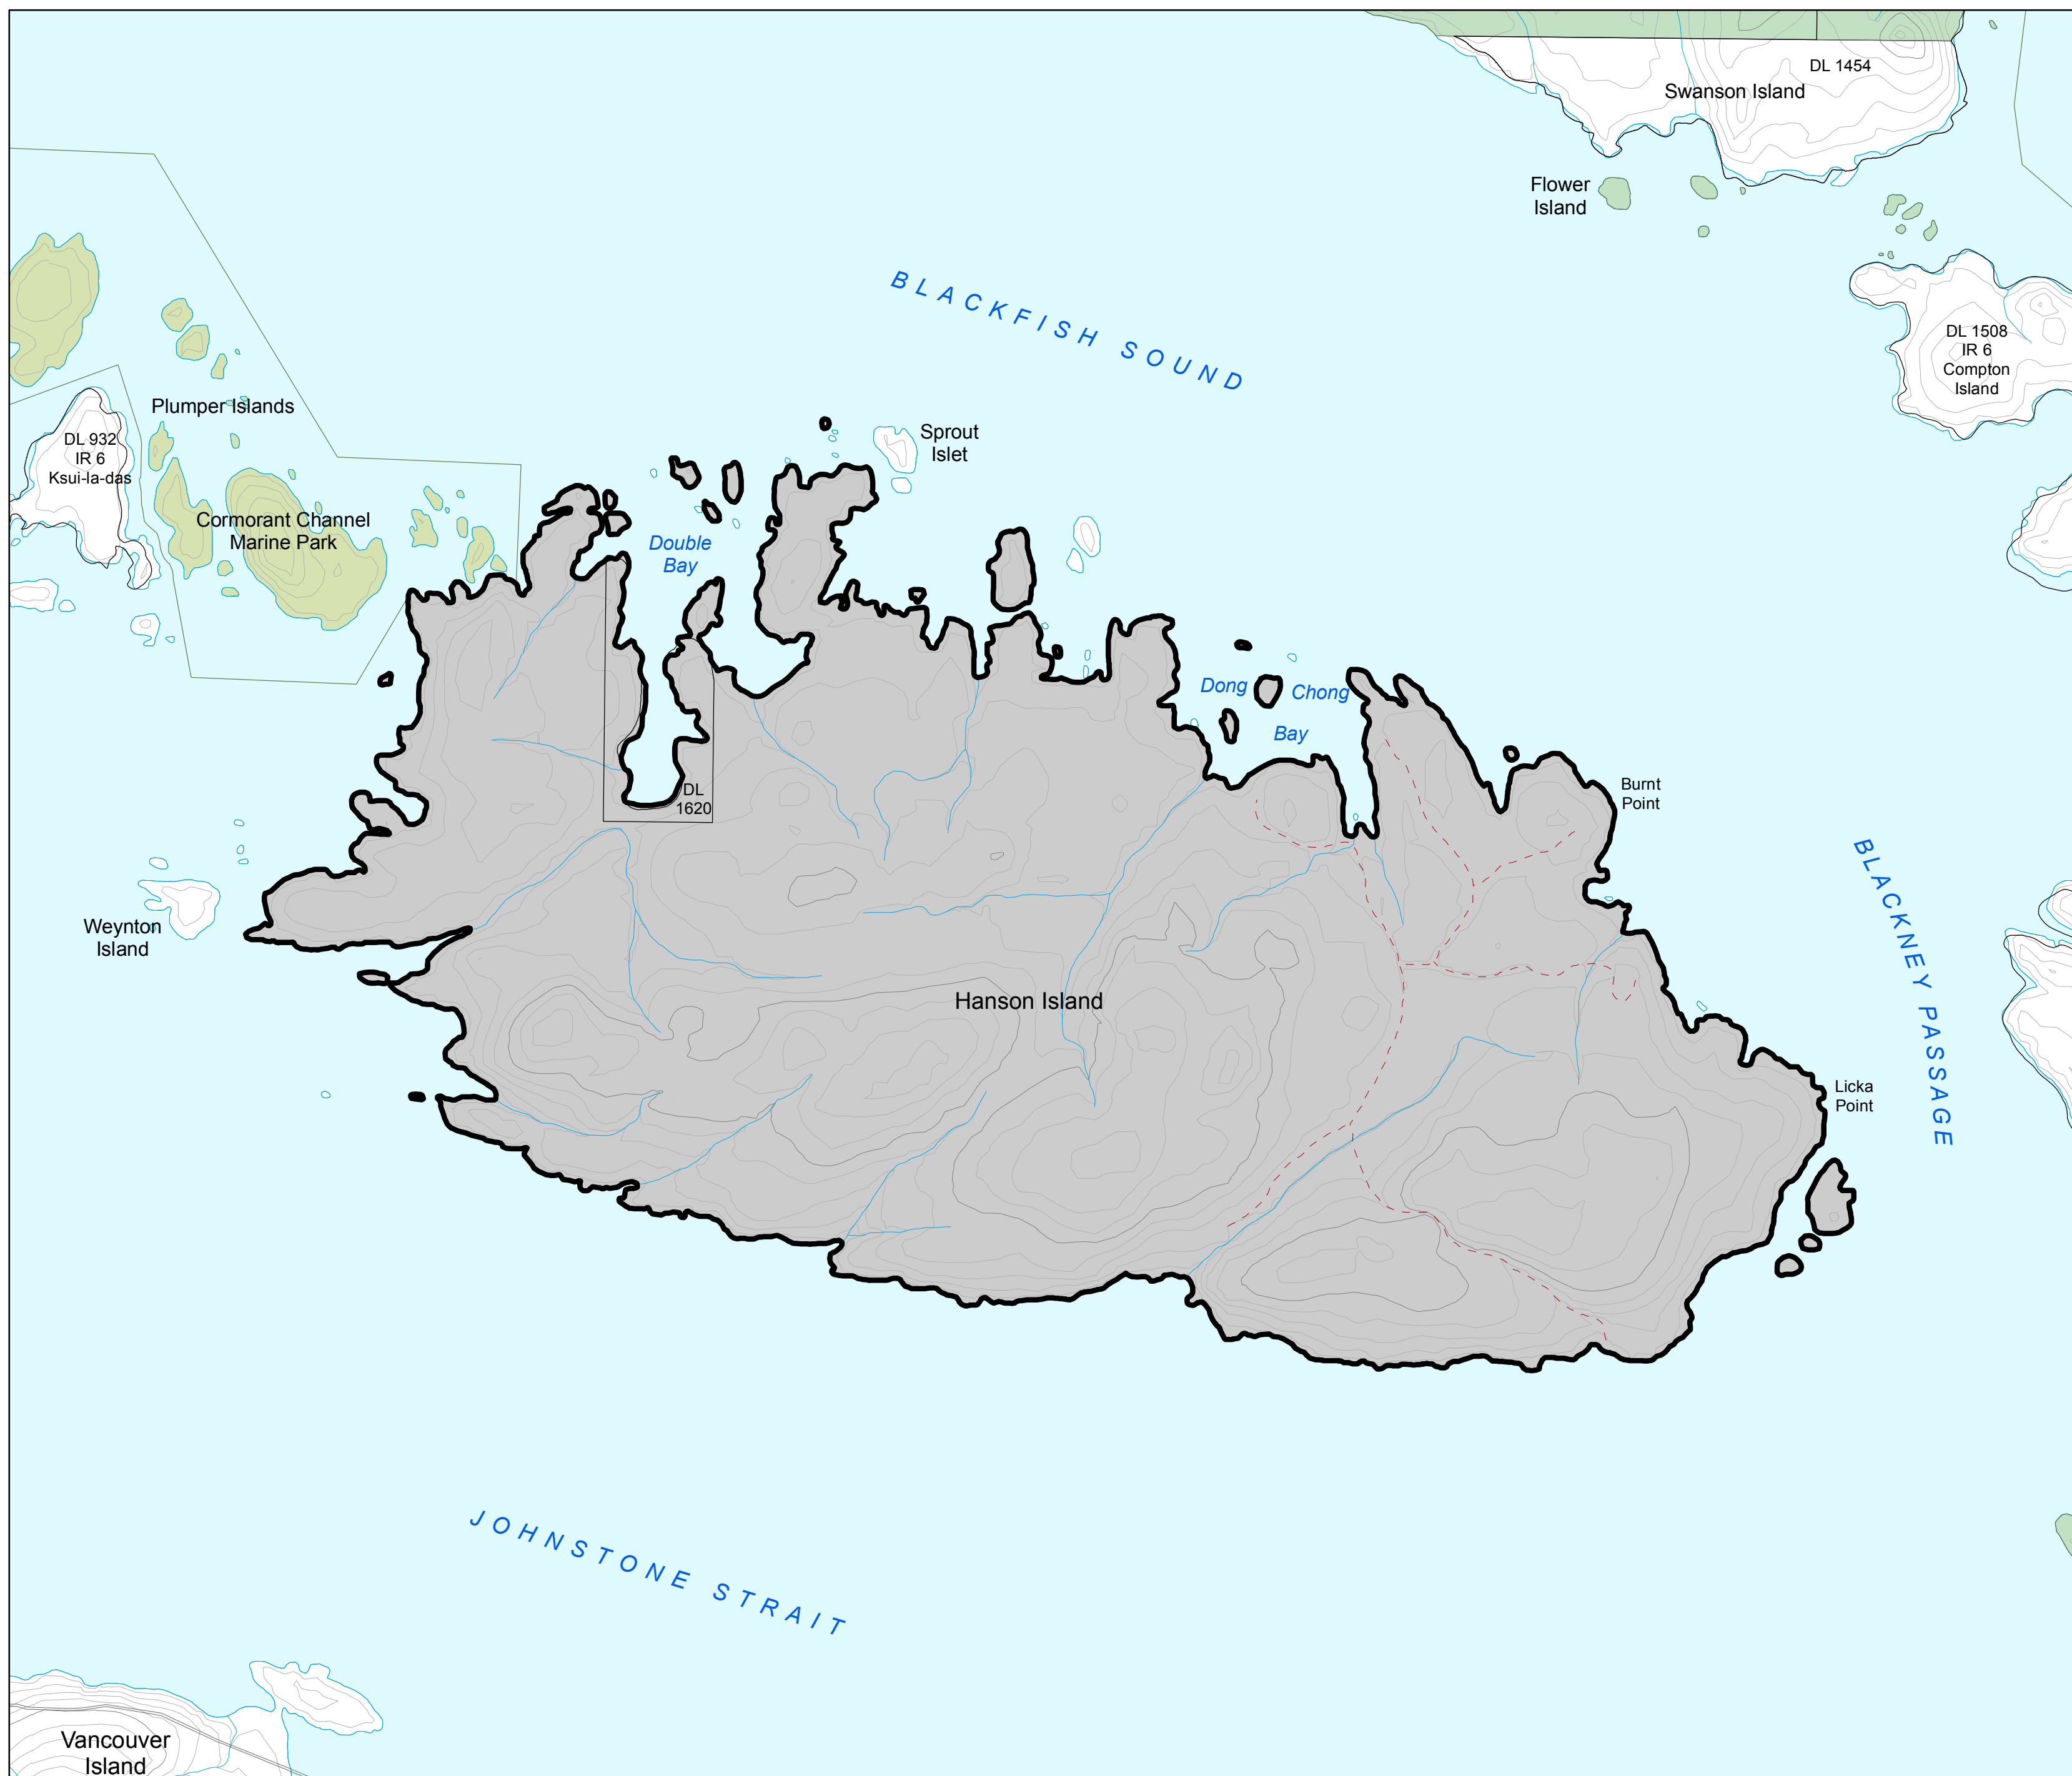 DL 1454
Swanson Island
Flower
Island
BLACKFISH SOUND
DL 1508
IR 6
Compton
Island
Plumper Islands
DL 932
IR 6
Ksui-la-das
Sprout
Islet
Cormorant Channel
Marine Park
Double
Bay
Dong Chong
Bay
DL
1620
Burnt
Point
Weynton
Island
BLACKNEY PASSAGE
Hanson Island
Licka
Point
JOHNSTONE STRAIT
Vancouver
Island